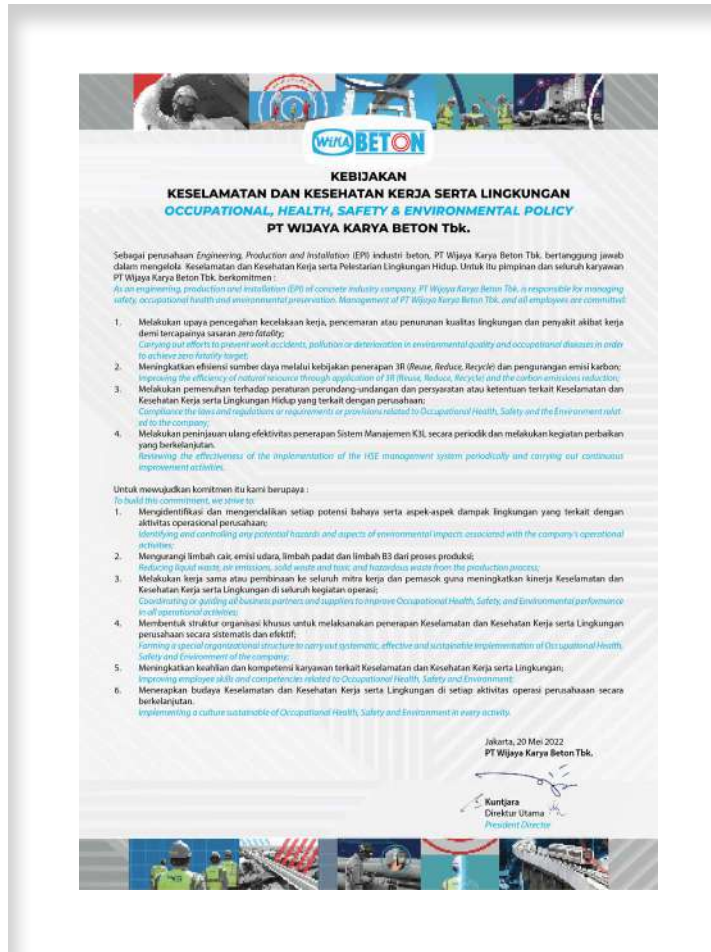 WIKA BETON
KEBIJAKAN
KESELAMATAN DAN KESEHATAN KERJA SERTA LINGKUNGAN
OCCUPATIONAL, HEALTH, SAFETY & ENVIRONMENTAL POLICY
PT WIJAYA KARYA BETON Tbk.
Sebagai perusahaan Engineering, Production and Installation (EPI) industri beton, PT Wijaya Karya Beton Tbk. bertanggung jawab
dalam mengelola Keselamatan dan Kesehatan Kerja serta Pelestarian Lingkungan Hidup. Untuk itu pimpinan dan seluruh karyawan
PT Wijaya Karya Beton Tbk. berkomitmen :
As an engineering, production and installation (EPI) of concrete industry company, PT Wijaya Karya Beton Tbk. is responsible for managing
safety, occupational health and environmental preservation. Management of PT Wijaya Karya Beton Tbk. and all employees are committed:
1. Melakukan upaya pencegahan kecelakaan kerja, pencemaran atau penurunan kualitas lingkungan dan penyakit akibat kerja
demi tercapainya sasaran zero fatality;
Carrying out efforts to prevent work accidents, pollution or deterioration in environmental quality and occupational diseases in order
to achieve zero fatality target;
2. Meningkatkan efisiensi sumber daya melalui kebijakan penerapan 3R (Reuse, Reduce, Recycle) dan pengurangan emisi karbon;
Improving the efficiency of natural resource through application of 3R (Reuse, Reduce, Recycle) and the carbon emissions reduction;
3. Melakukan pemenuhan terhadap peraturan perundang-undangan dan persyaratan atau ketentuan terkait Keselamatan dan
Kesehatan Kerja serta Lingkungan Hidup yang terkait dengan perusahaan;
Compliance the laws and regulations or requirements or provisions related to Occupational Health, Safety and the Environment relat
ed to the company;
4. Melakukan peninjauan ulang efektivitas penerapan Sistem Manajemen K3L secara periodik dan melakukan kegiatan perbaikan
yang berkelanjutan.
Reviewing the effectiveness of the implementation of the HSE management system periodically and carrying out continuous
improvement activities.
Untuk mewujudkan komitmen itu kami berupaya :
To build this commitment, we strive to:
1. Mengidentifikasi dan mengendalikan setiap potensi bahaya serta aspek-aspek dampak lingkungan yang terkait dengan
aktivitas operasional perusahaan;
Identifying and controlling any potential hazards and aspects of environmental impacts associated with the company's operational
activities;
2. Mengurangi limbah cair, emisi udara, limbah padat dan limbah B3 dari proses produksi;
Reducing liquid waste, air emissions, solid waste and toxic and hazardous waste from the production process;
3. Melakukan kerja sama atau pembinaan ke seluruh mitra kerja dan pemasok guna meningkatkan kinerja Keselamatan dan
Kesehatan Kerja serta Lingkungan di seluruh kegiatan operasi;
Coordinating or guiding all business partners and suppliers to improve Occupational Health, Safety, and Environmental performance
in all operational activities;
4. Membentuk struktur organisasi khusus untuk melaksanakan penerapan Keselamatan dan Kesehatan Kerja serta Lingkungan
perusahaan secara sistematis dan efektif;
Forming a special organizational structure to carry out systematic, effective and sustainable implementation of Occupational Health,
Safety and Environment of the company;
5. Meningkatkan keahlian dan kompetensi karyawan terkait Keselamatan dan Kesehatan Kerja serta Lingkungan;
Improving employee skills and competencies related to Occupational Health, Safety and Environment;
6. Menerapkan budaya Keselamatan dan Kesehatan Kerja serta Lingkungan di setiap aktivitas operasi perusahaaan secara
berkelanjutan.
Implementing a culture sustainable of Occupational Health, Safety and Environment in every activity.
Jakarta, 20 Mei 2022
PT Wijaya Karya Beton Tbk.
Kuntjara
Direktur Utama
President Director